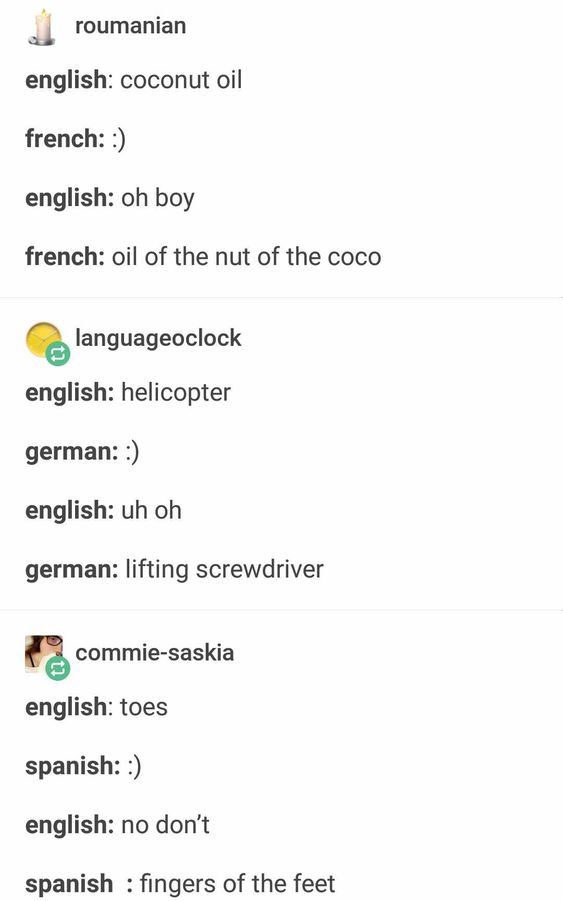 roumanian
english: coconut oil
french: :)
english: oh boy
french: oil of the nut of the coco
languageoclock
english: helicopter
german: :)
english: uh oh
german: lifting screwdriver
commie-saskia
english: toes
spanish: :)
english: no don't
spanish : fingers of the feet